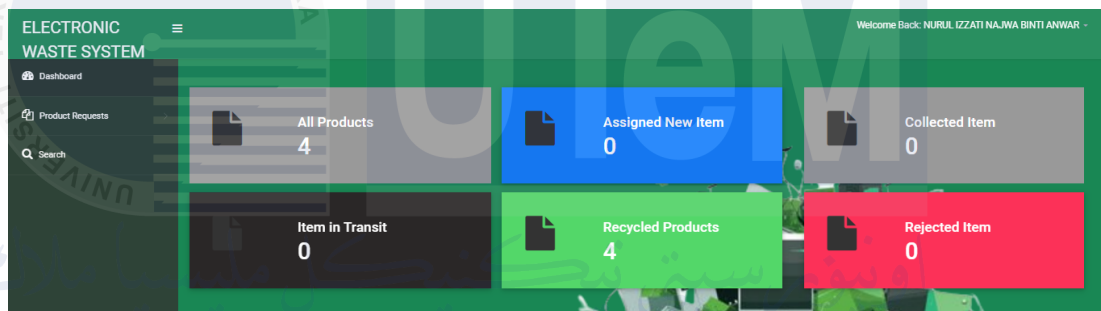 ELECTRONIC
WASTE SYSTEM
Welcome Back: NURUL IZZATI NAJWA BINTI ANWAR
Dashboard
Product Requests
Search
All Products
4
Assigned New Item
0
Collected Item
0
Item in Transit
0
Recycled Products
4
Rejected Item
0
UTeM